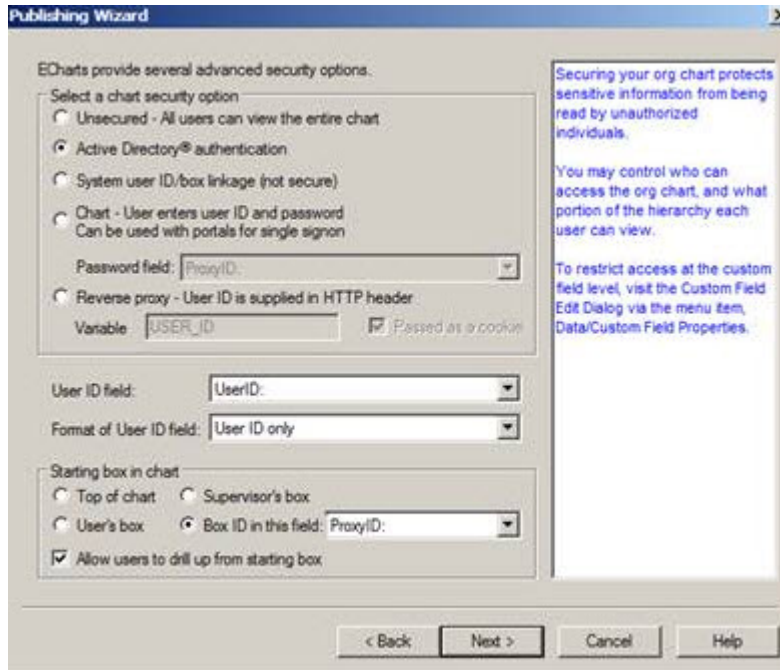 Publishing Wizard
ECharts provide several advanced security options.
Select a chart security option
Unsecured - All users can view the entire chart
Active Directory® authentication
System user ID/box linkage (not secure)
Chart - User enters user ID and password
Can be used with portals for single signon
Password field: ProxyID:
Reverse proxy - User ID is supplied in HTTP header
Variable USER_ID Passed as a cookie
User ID field: UserID:
Format of User ID field: User ID only
Starting box in chart
Top of chart Supervisor's box
User's box Box ID in this field: ProxyID:
Allow users to drill up from starting box
Securing your org chart protects
sensitive information from being
read by unauthorized
individuals.
You may control who can
access the org chart, and what
portion of the hierarchy each
user can view.
To restrict access at the custom
field level, visit the Custom Field
Edit Dialog via the menu item,
Data/Custom Field Properties.
< Back Next > Cancel Help